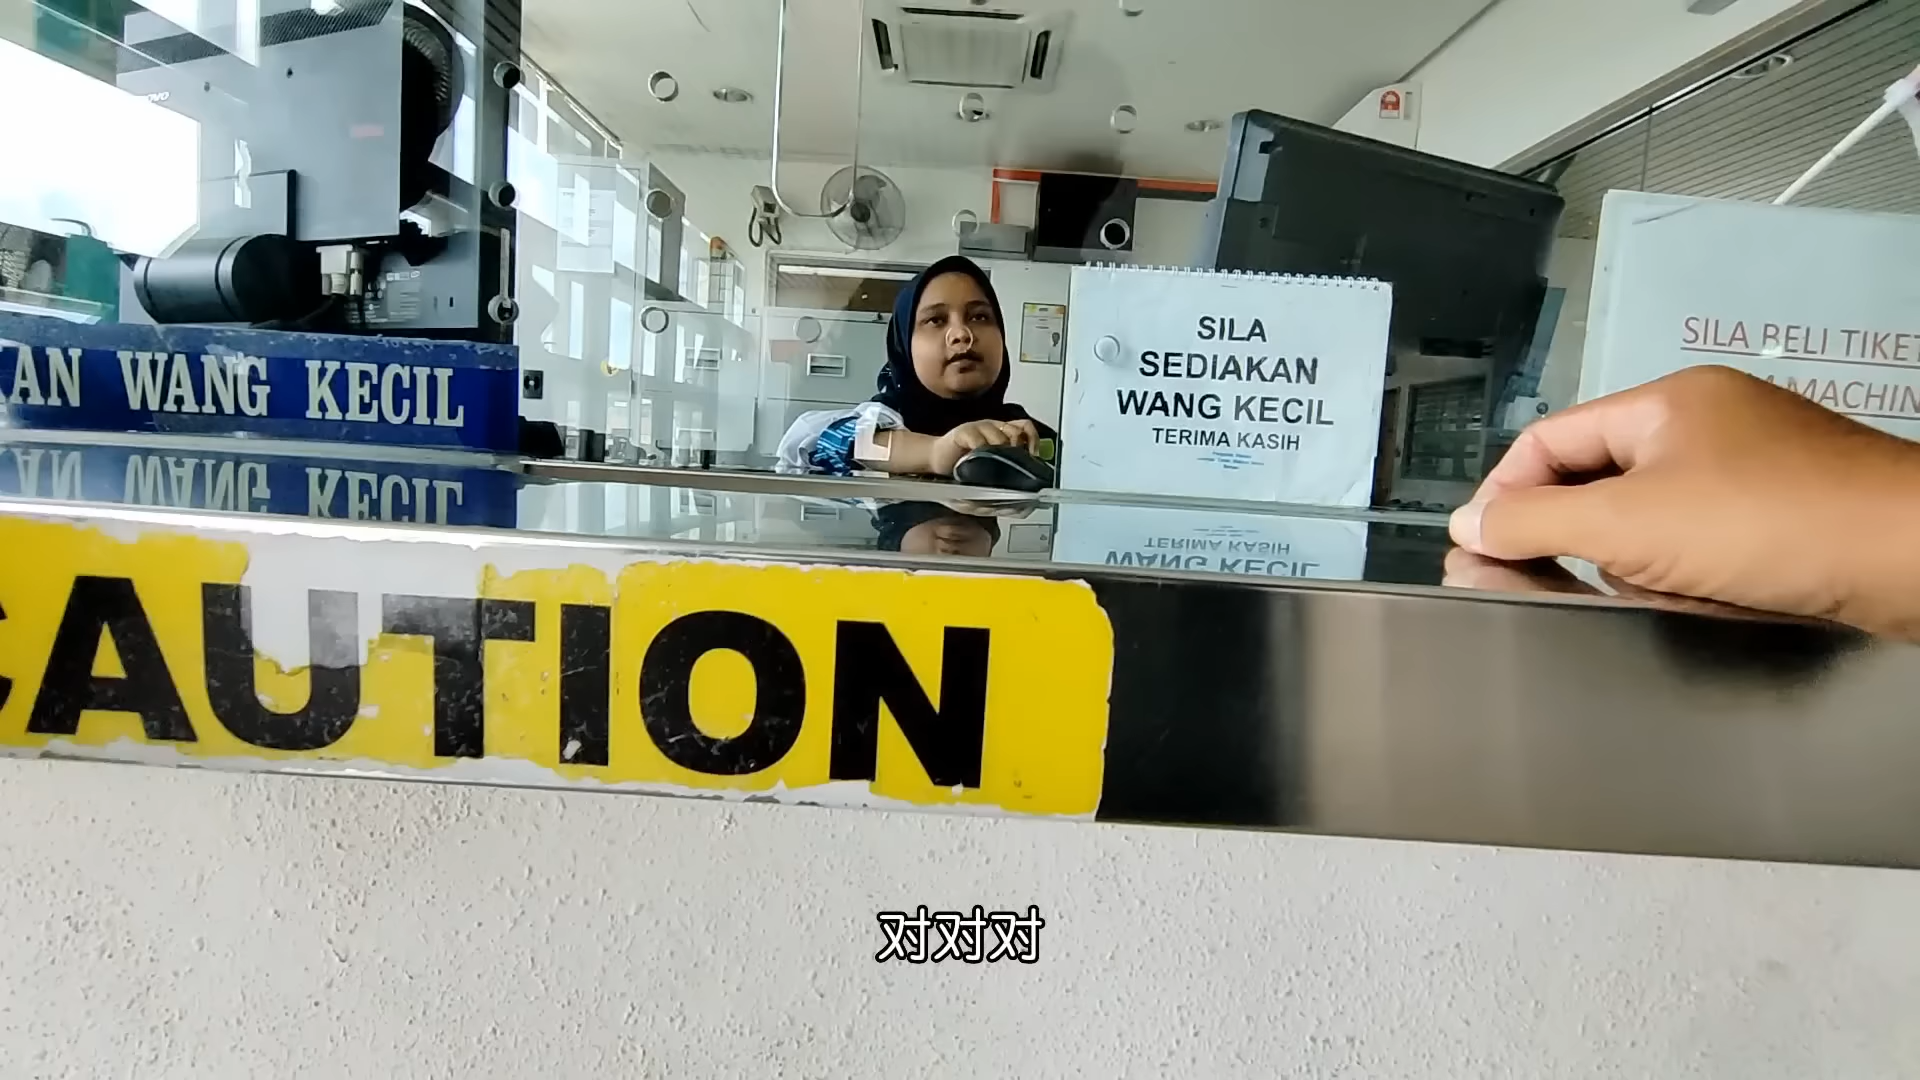 KAN WANG KECIL
SILA
SEDIAKAN
WANG KECIL
TERIMA KASIH
SILA BELI TIKET
MACHIN
CAUTION
对对对